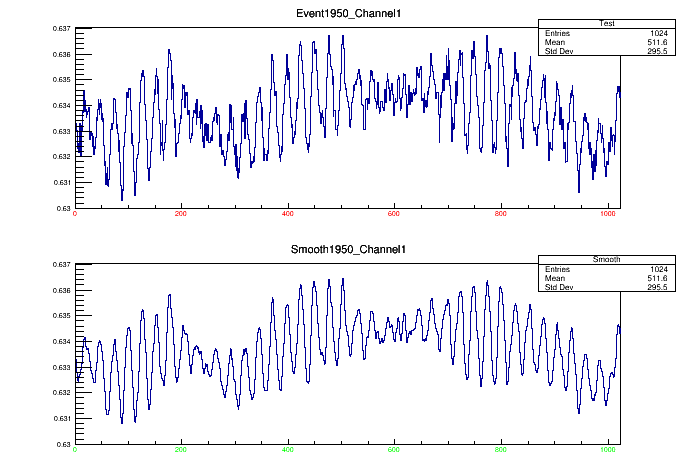 Event1950_Channel1
Test
Entries 1024
Mean 511.6
Std Dev 295.5
0.637
0.636
0.635
0.634
0.633
0.632
0.631
0.63
0 200 400 600 800 1000
Smooth1950_Channel1
Smooth
Entries 1024
Mean 511.6
Std Dev 295.5
0.637
0.636
0.635
0.634
0.633
0.632
0.631
0.63
0 200 400 600 800 1000